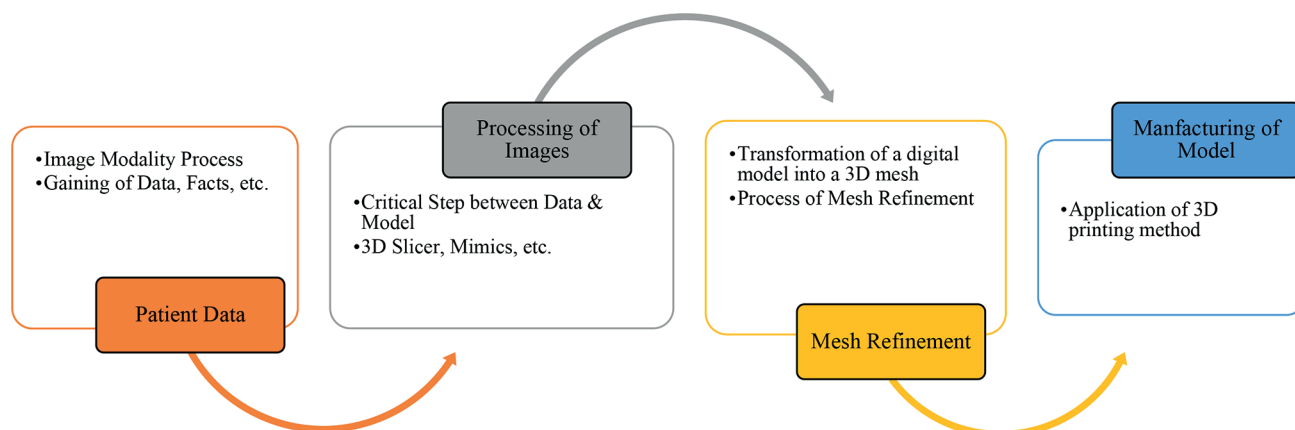 •Image Modality Process
•Gaining of Data, Facts, etc.
Patient Data
Processing of
Images
•Critical Step between Data &
Model
•3D Slicer, Mimics, etc.
•Transformation of a digital
model into a 3D mesh
•Process of Mesh Refinement
Mesh Refinement
Manfacturing of
Model
•Application of 3D
printing method